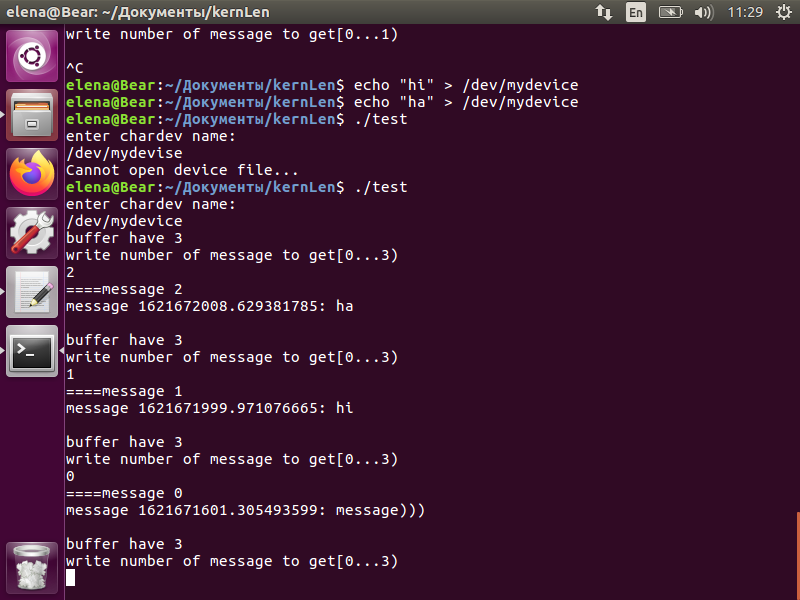 elena@Bear: ~/Документы/kernLen
En
11:29
write number of message to get[0...1)
^C
elena@Bear:~/Документы/kernLen$ echo "hi" > /dev/mydevice
elena@Bear:~/Документы/kernLen$ echo "ha" > /dev/mydevice
elena@Bear:~/Документы/kernLen$ ./test
enter chardev name:
/dev/mydevise
Cannot open device file...
elena@Bear:~/Документы/kernLen$ ./test
enter chardev name:
/dev/mydevice
buffer have 3
write number of message to get[0...3)
2
====message 2
message 1621672008.629381785: ha
buffer have 3
write number of message to get[0...3)
1
====message 1
message 1621671999.971076665: hi
buffer have 3
write number of message to get[0...3)
0
====message 0
message 1621671601.305493599: message)))
buffer have 3
write number of message to get[0...3)